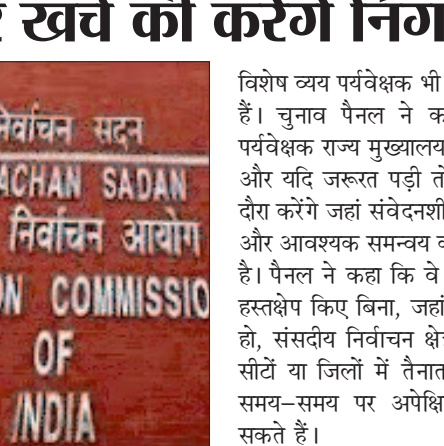 खर्च की करेंगे निग
निर्वाचन सदन
ACHAN SADAN
निर्वाचन आयोग
N COMMISSIO
OF
INDIA
विशेष व्यय पर्यवेक्षक भी
हैं। चुनाव पैनल ने क
पर्यवेक्षक राज्य मुख्यालय
और यदि जरूरत पड़ी तो
दौरा करेंगे जहां संवेदनशी
और आवश्यक समन्वय क
है। पैनल ने कहा कि वे
हस्तक्षेप किए बिना, जहां
हो, संसदीय निर्वाचन क्षे
सीटों या जिलों में तैनात
समय-समय पर अपेक्षि
सकते हैं।